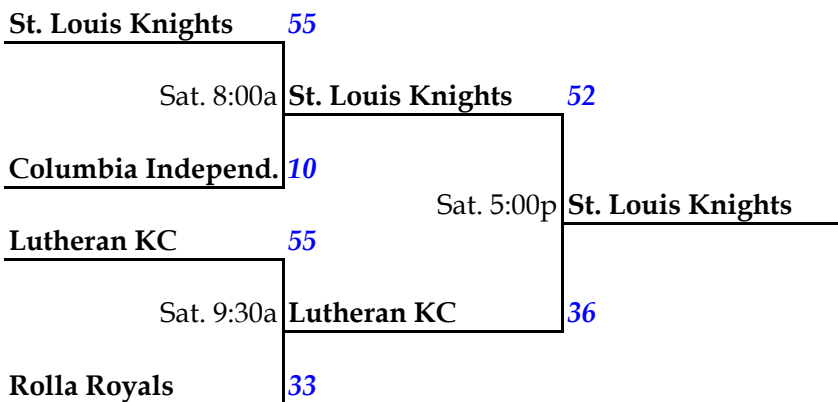 St. Louis Knights 55
Sat. 8:00a St. Louis Knights 52
Columbia Independ. 10
Sat. 5:00p St. Louis Knights
Lutheran KC 55
Sat. 9:30a Lutheran KC 36
Rolla Royals 33